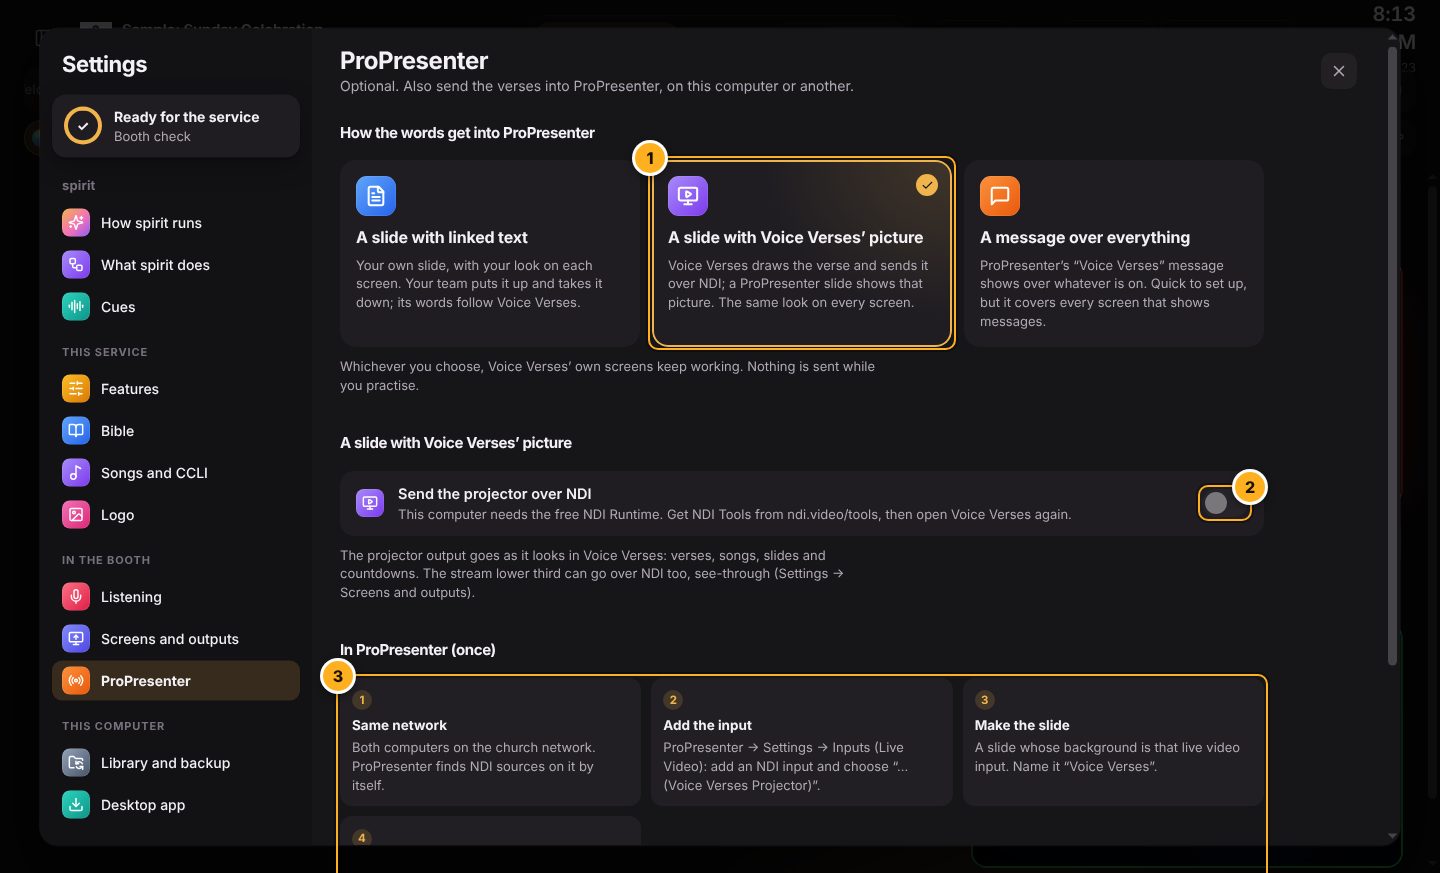 8:13
Settings
Ready for the service
Booth check
spirit
How spirit runs
What spirit does
Cues
THIS SERVICE
Features
Bible
Songs and CCLI
Logo
IN THE BOOTH
Listening
Screens and outputs
ProPresenter
THIS COMPUTER
Library and backup
Desktop app
ProPresenter
Optional. Also send the verses into ProPresenter, on this computer or another.
How the words get into ProPresenter
A slide with linked text
Your own slide, with your look on each
screen. Your team puts it up and takes it
down; its words follow Voice Verses.
1
A slide with Voice Verses’ picture
Voice Verses draws the verse and sends it
over NDI; a ProPresenter slide shows that
picture. The same look on every screen.
A message over everything
ProPresenter’s “Voice Verses” message
shows over whatever is on. Quick to set up,
but it covers every screen that shows
messages.
Whichever you choose, Voice Verses’ own screens keep working. Nothing is sent while
you practise.
A slide with Voice Verses’ picture
Send the projector over NDI
This computer needs the free NDI Runtime. Get NDI Tools from ndi.video/tools, then open Voice Verses again.
2
The projector output goes as it looks in Voice Verses: verses, songs, slides and
countdowns. The stream lower third can go over NDI too, see-through (Settings →
Screens and outputs).
In ProPresenter (once)
3
1
Same network
Both computers on the church network.
ProPresenter finds NDI sources on it by
itself.
2
Add the input
ProPresenter → Settings → Inputs (Live
Video): add an NDI input and choose “…
(Voice Verses Projector)”.
3
Make the slide
A slide whose background is that live video
input. Name it “Voice Verses”.
4